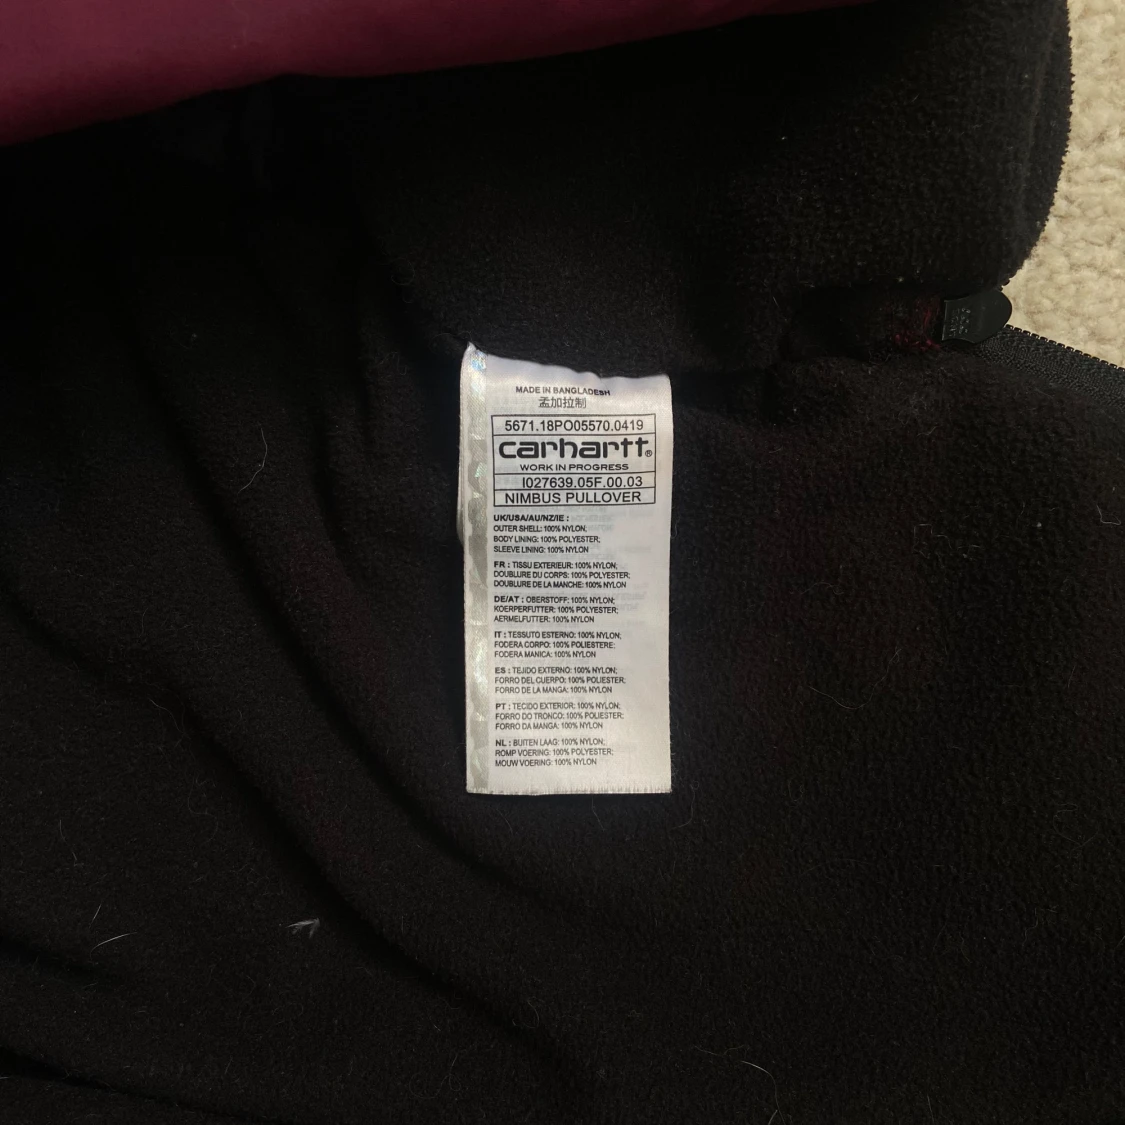 MADE IN BANGLADESH
孟加拉制
5671.18PO05570.0419
carhartt®
WORK IN PROGRESS
I027639.05F.00.03
NIMBUS PULLOVER
UK/USA/AU/NZ/IE :
OUTER SHELL: 100% NYLON;
BODY LINING: 100% POLYESTER;
SLEEVE LINING: 100% NYLON
FR : TISSU EXTERIEUR: 100% NYLON;
DOUBLURE DU CORPS: 100% POLYESTER;
DOUBLURE DE LA MANCHE: 100% NYLON
DE/AT : OBERSTOFF: 100% NYLON;
KOERPERFUTTER: 100% POLYESTER;
AERMELFUTTER: 100% NYLON
IT : TESSUTO ESTERNO: 100% NYLON;
FODERA CORPO: 100% POLIESTERE;
FODERA MANICA: 100% NYLON
ES : TEJIDO EXTERNO: 100% NYLON;
FORRO DEL CUERPO: 100% POLIESTER;
FORRO DE LA MANGA: 100% NYLON
PT : TECIDO EXTERIOR: 100% NYLON;
FORRO DO TRONCO: 100% POLIESTER;
FORRO DA MANGA: 100% NYLON
NL : BUITEN LAAG: 100% NYLON;
ROMP VOERING: 100% POLYESTER;
MOUW VOERING: 100% NYLON